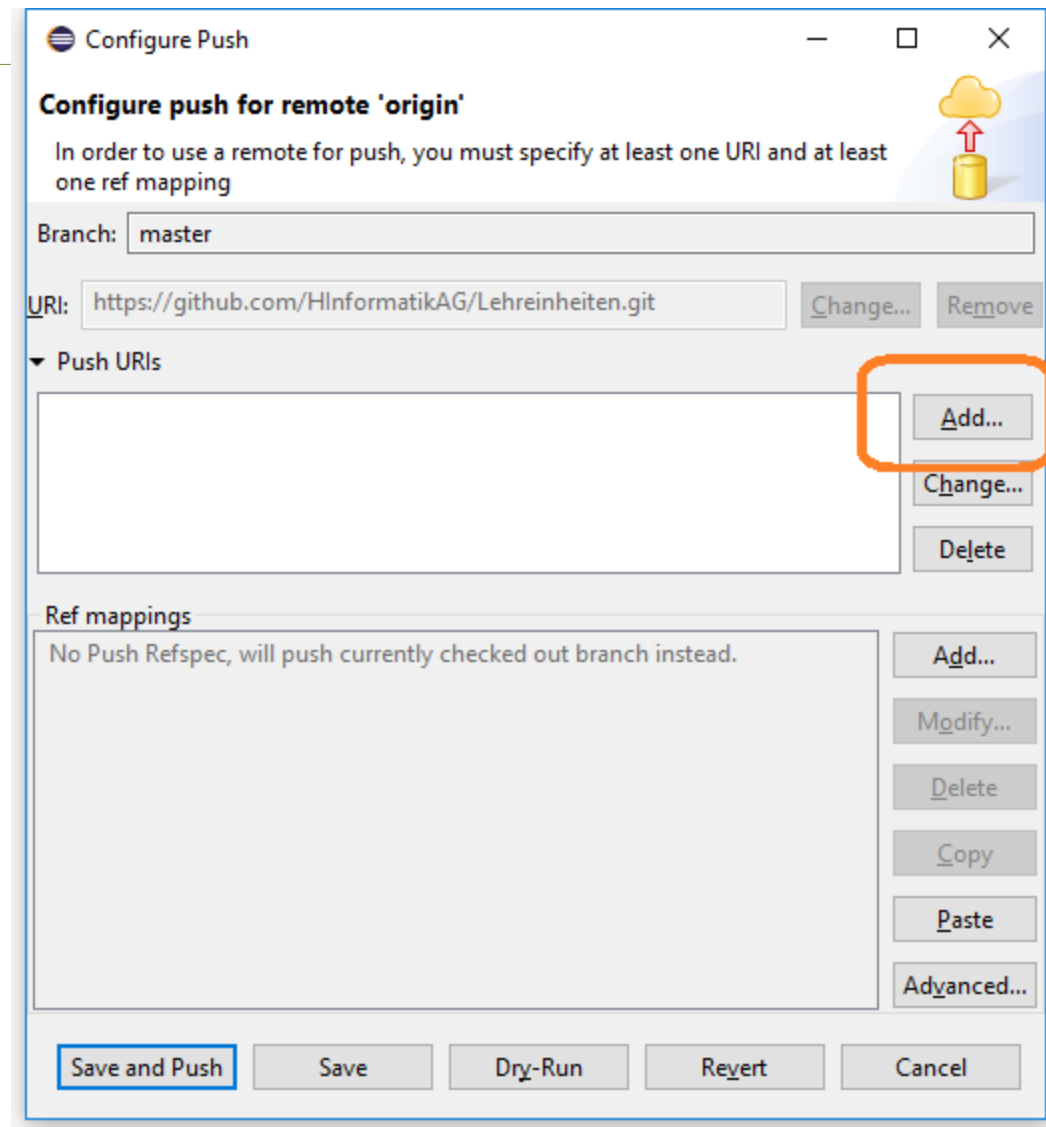 Configure Push
Configure push for remote 'origin'
In order to use a remote for push, you must specify at least one URI and at least
one ref mapping
Branch: master
URI: https://github.com/HInformatikAG/Lehreinheiten.git Change... Remove
Push URIs
Add...
Change...
Delete
Ref mappings
No Push Refspec, will push currently checked out branch instead.
Add...
Modify...
Delete
Copy
Paste
Advanced...
Save and Push Save Dry-Run Revert Cancel